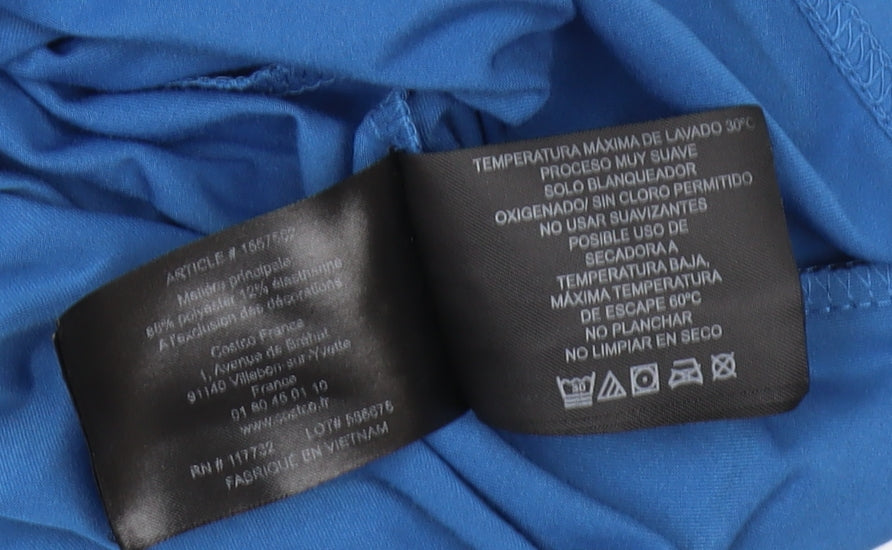 ARTICLE # 1657502
Matière principale
88% polyester 12% élasthanne
A l'exclusion des décorations
Costco France
1, Avenue de Bréhat
91140 Villebon-sur-Yvette
France
01 80 45 01 10
www.costco.fr
RN # 117732 LOT# 586676
FABRIQUÉ EN VIETNAM
TEMPERATURA MÁXIMA DE LAVADO 30ºC
PROCESO MUY SUAVE
SOLO BLANQUEADOR
OXIGENADO/ SIN CLORO PERMITIDO
NO USAR SUAVIZANTES
POSIBLE USO DE
SECADORA A
TEMPERATURA BAJA,
MÁXIMA TEMPERATURA
DE ESCAPE 60ºC
NO PLANCHAR
NO LIMPIAR EN SECO
30